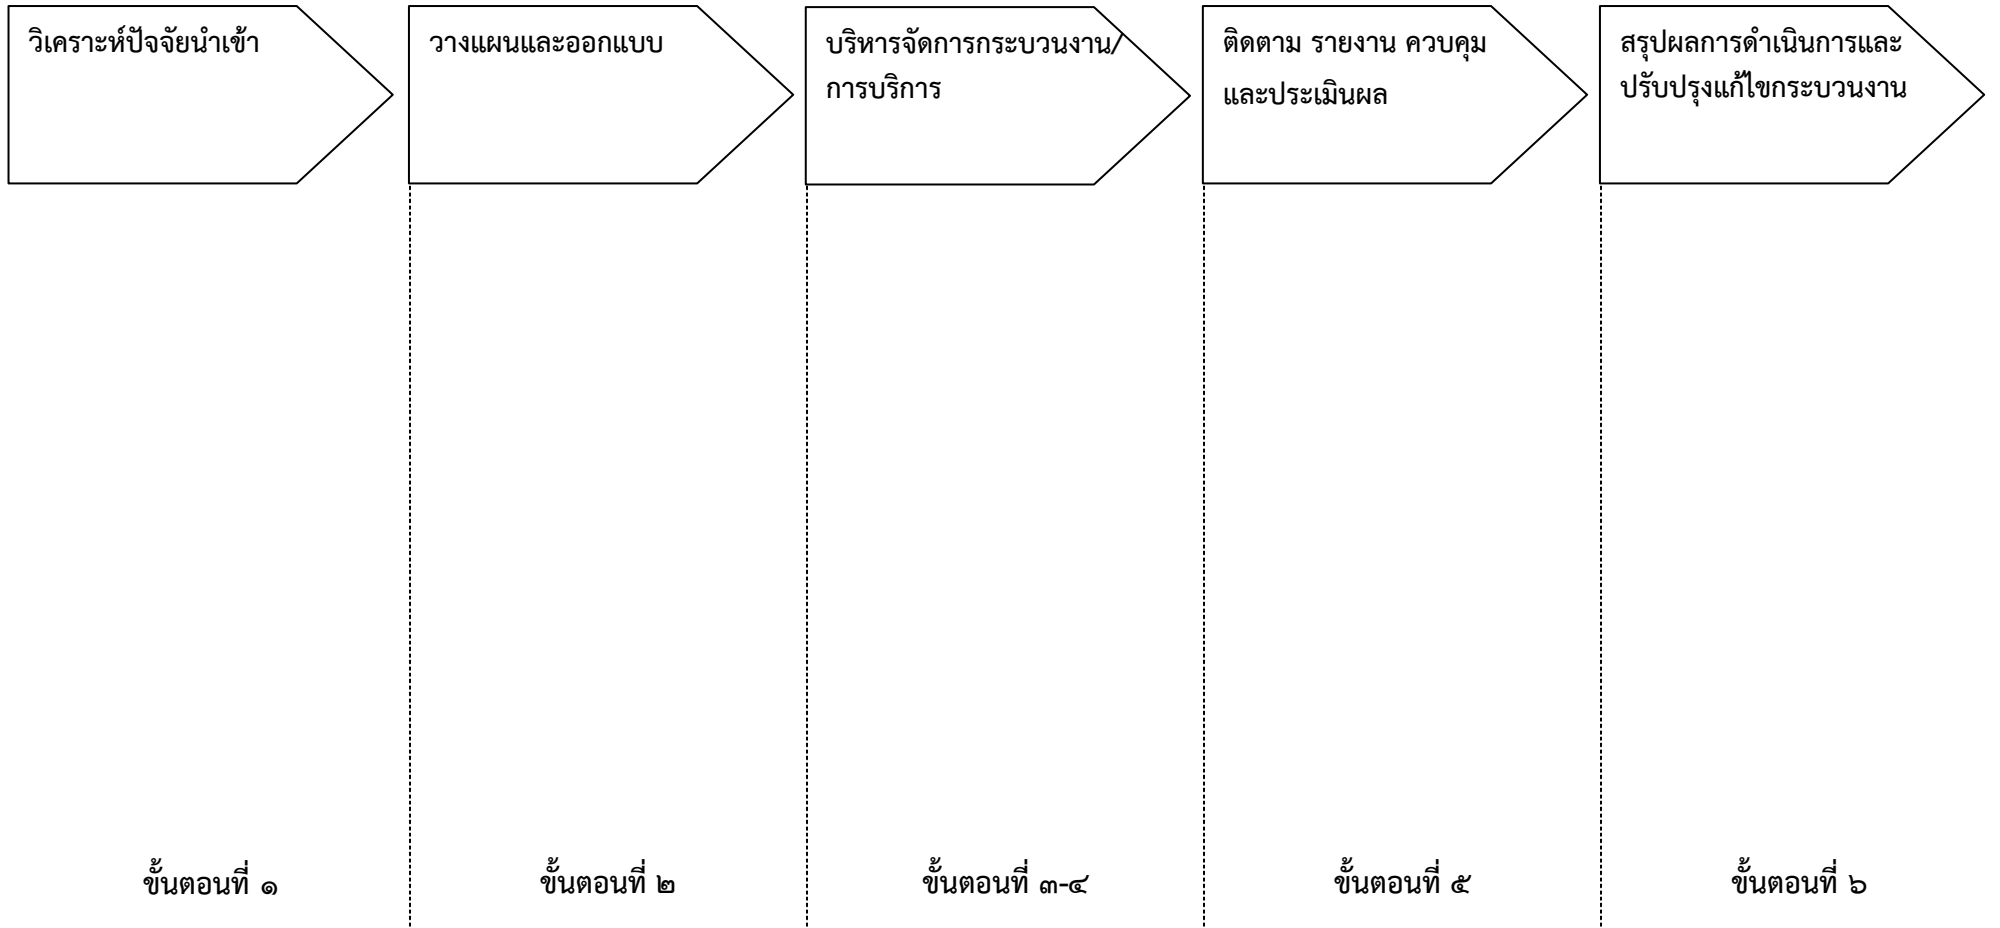 วิเคราะห์ปัจจัยนำเข้า
วางแผนและออกแบบ
บริหารจัดการกระบวนงาน/
การบริการ
ติดตาม รายงาน ควบคุม
และประเมินผล
สรุปผลการดำเนินการและ
ปรับปรุงแก้ไขกระบวนงาน
ขั้นตอนที่ ๑
ขั้นตอนที่ ๒
ขั้นตอนที่ ๓-๔
ขั้นตอนที่ ๕
ขั้นตอนที่ ๖